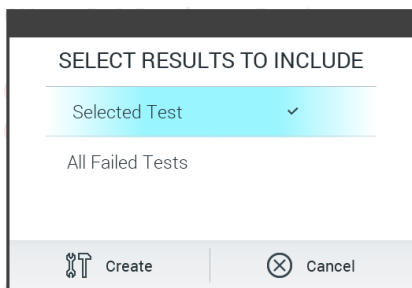 SELECT RESULTS TO INCLUDE
Selected Test
All Failed Tests
Create Cancel